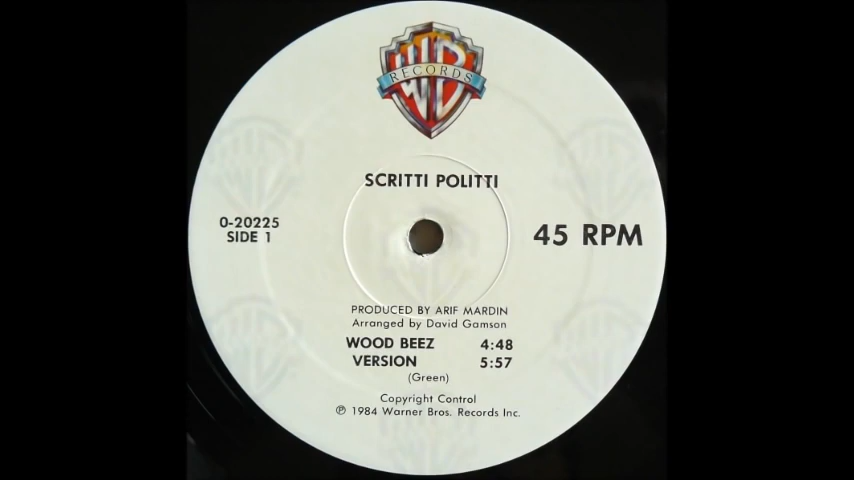 WB
RECORDS
SCRITTI POLITTI
0-20225
SIDE 1
45 RPM
PRODUCED BY ARIF MARDIN
Arranged by David Gamson
WOOD BEEZ 4:48
VERSION 5:57
(Green)
Copyright Control
℗ 1984 Warner Bros. Records Inc.